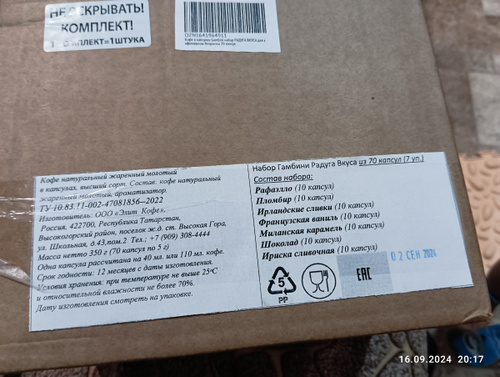 НЕ ВСКРЫВАТЬ!
КОМПЛЕКТ!
ПЛЕКТ=1ШТУКА
OZN1643964911
Кофе натуральный жаренный молотый
в капсулах, высший сорт. Состав: кофе натуральный
жаренный молотый, ароматизатор.
ТУ 10.83.11-002-47081856--2022
Изготовитель: ООО «Элит Кофе»,
Россия, 422700, Республика Татарстан,
Высокогорский район, поселок ж.д. ст. Высокая Гора,
ул. Школьная, д.43,пом.2 Тел.: +7 (909) 308-4444
Масса нетто 350 г (70 капсул по 5 г)
Одна капсула рассчитана на 40 мл. или 110 мл. кофе.
Срок годности: 12 месяцев с даты изготовления.
Условия хранения: при температуре не выше 25°С
и относительной влажности не более 70%.
Дату изготовления смотреть на упаковке.
Набор Гамбини Радуга Вкуса из 70 капсул (7 уп.)
Состав набора:
Рафаэлло (10 капсул)
Пломбир (10 капсул)
Ирландские сливки (10 капсул)
Французская ваниль (10 капсул)
Миланская карамель (10 капсул)
Шоколад (10 капсул)
Ириска сливочная (10 капсул)
5
PP
EAC
02 СЕН 2024
16.09.2024 20:17